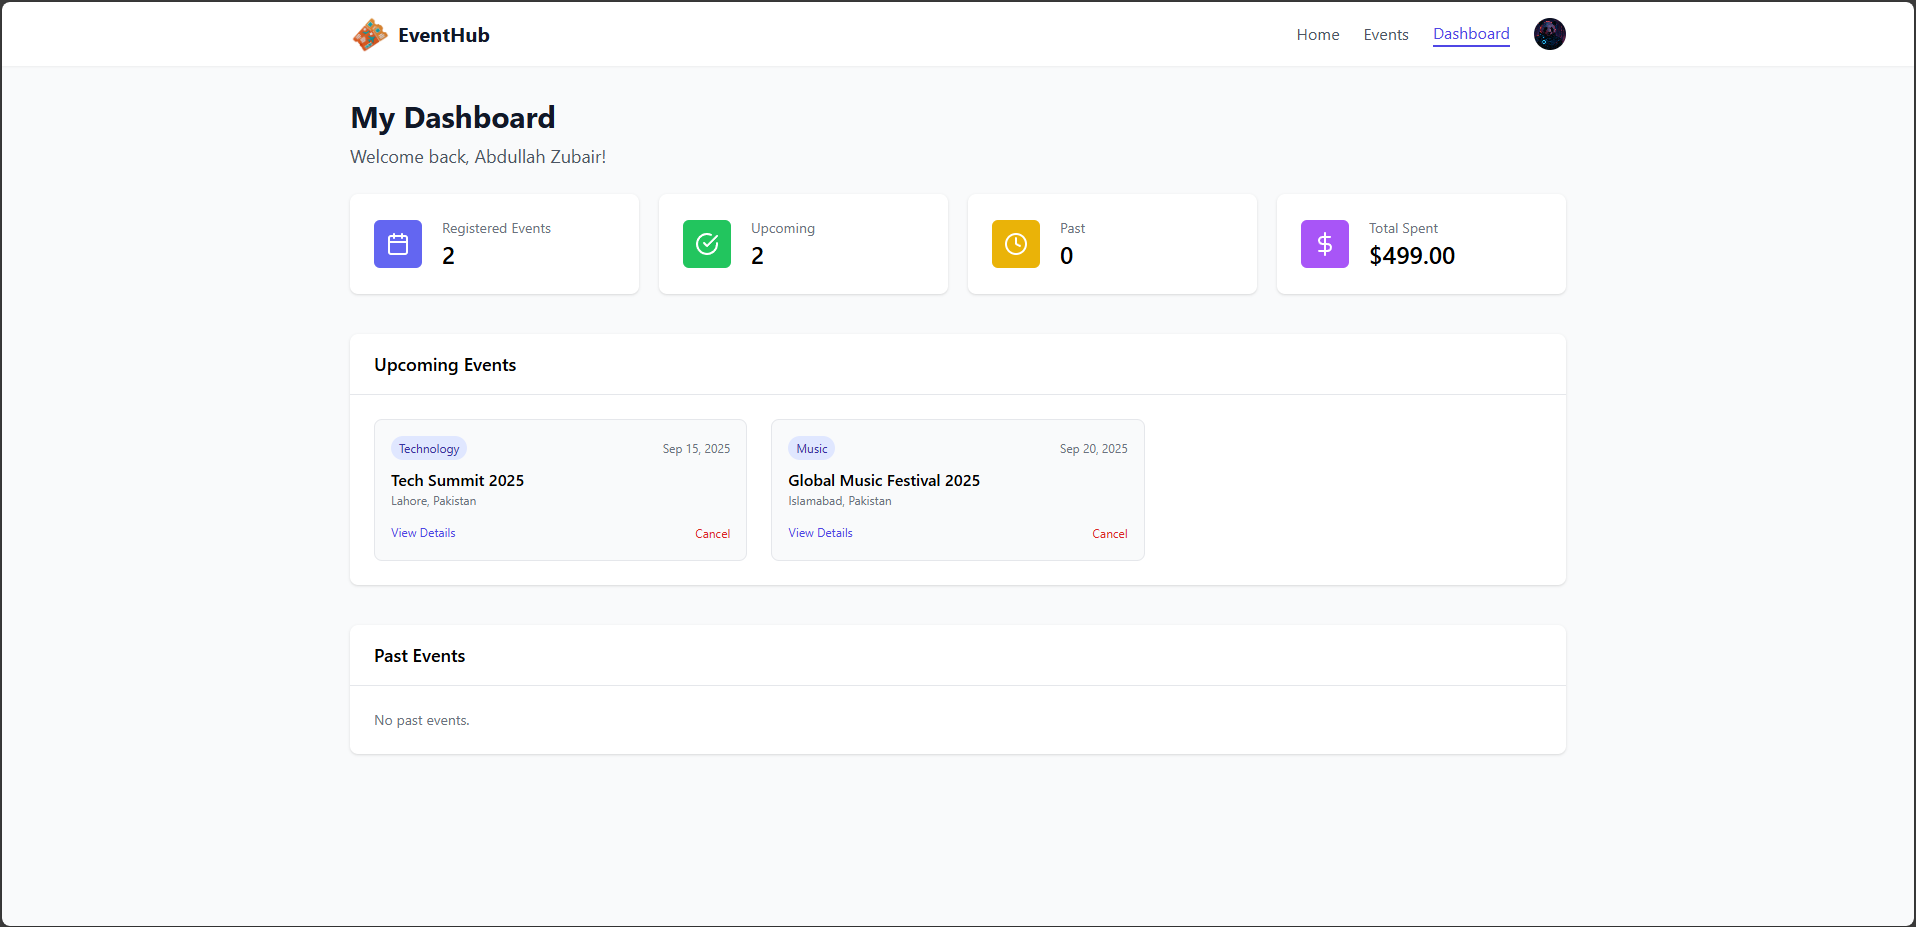 EventHub
Home Events Dashboard
My Dashboard
Welcome back, Abdullah Zubair!
Registered Events
2
Upcoming
2
Past
0
Total Spent
$499.00
Upcoming Events
Technology Sep 15, 2025
Tech Summit 2025
Lahore, Pakistan
View Details Cancel
Music Sep 20, 2025
Global Music Festival 2025
Islamabad, Pakistan
View Details Cancel
Past Events
No past events.